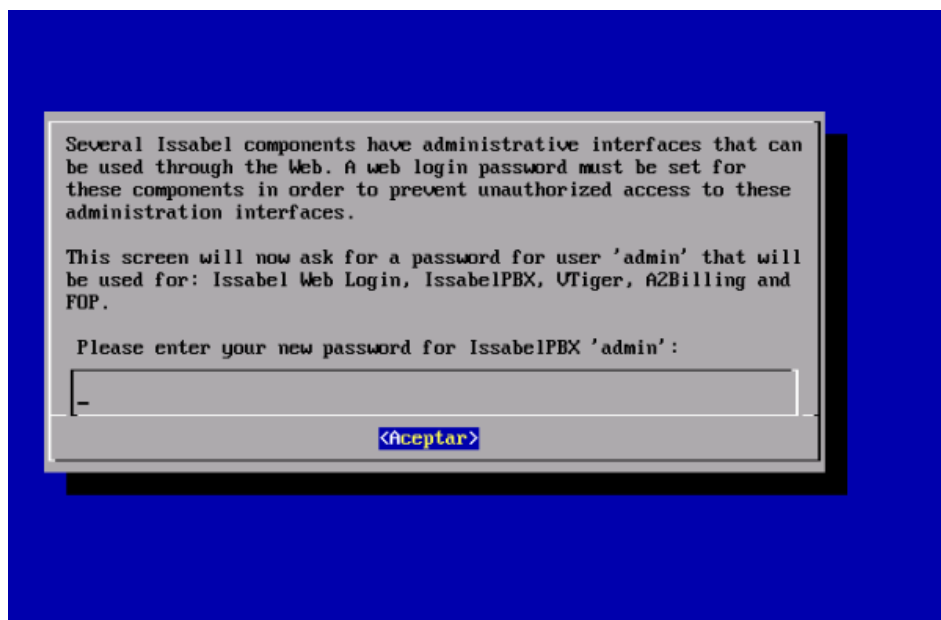 Several Issabel components have administrative interfaces that can
be used through the Web. A web login password must be set for
these components in order to prevent unauthorized access to these
administration interfaces.
This screen will now ask for a password for user 'admin' that will
be used for: Issabel Web Login, IssabelPBX, VTiger, A2Billing and
FOP.
Please enter your new password for IssabelPBX 'admin':
<Aceptar>